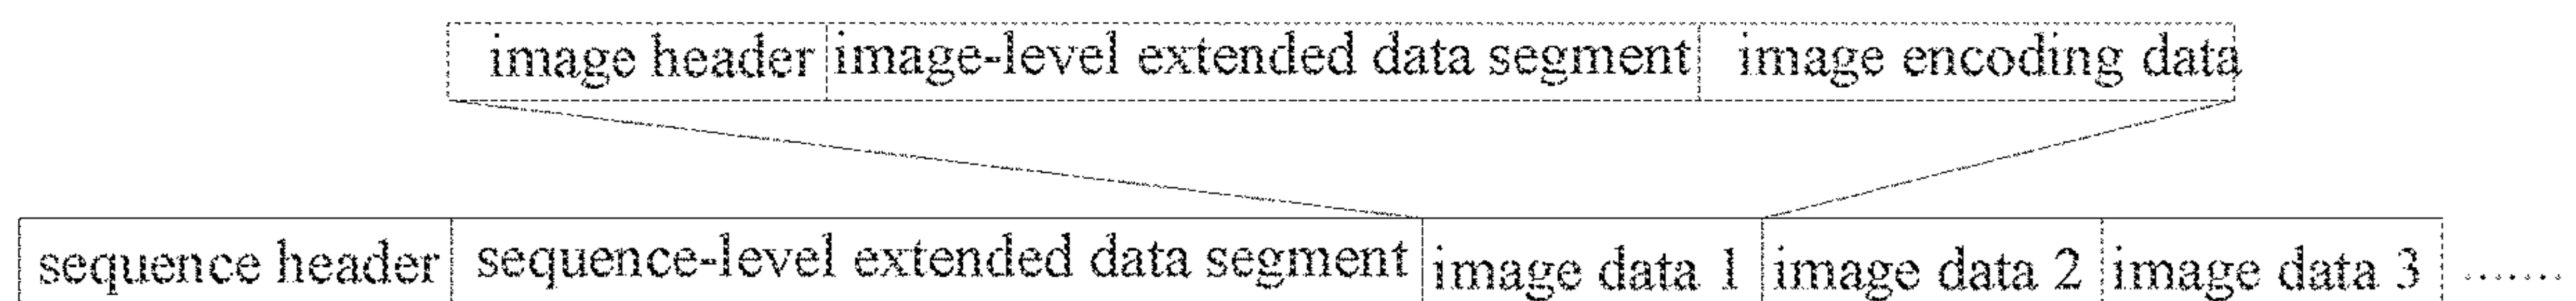 image header image-level extended data segment image encoding data
sequence header sequence-level extended data segment image data 1 image data 2 image data 3 .......